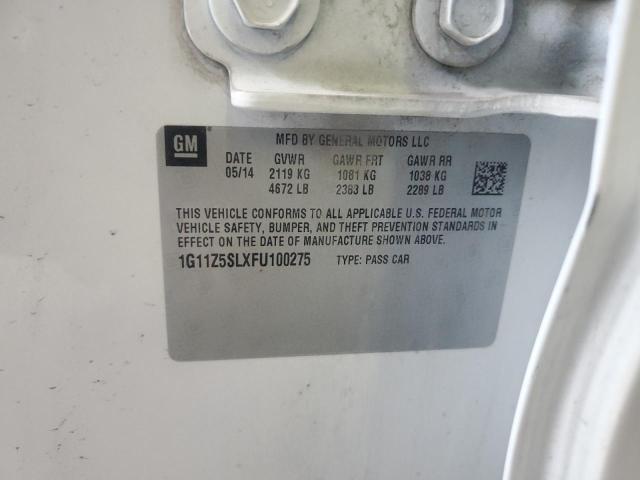 GM
MFD BY GENERAL MOTORS LLC
DATE GVWR GAWR FRT GAWR RR
05/14 2119 KG 1081 KG 1038 KG
4672 LB 2383 LB 2289 LB
THIS VEHICLE CONFORMS TO ALL APPLICABLE U.S. FEDERAL MOTOR
VEHICLE SAFETY, BUMPER, AND THEFT PREVENTION STANDARDS IN
EFFECT ON THE DATE OF MANUFACTURE SHOWN ABOVE.
1G11Z5SLXFU100275 TYPE: PASS CAR